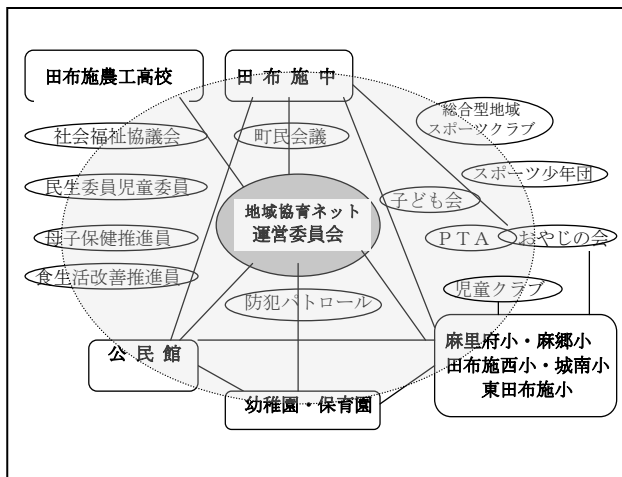 田布施農工高校
田 布 施 中
総合型地域
スポーツクラブ
社会福祉協議会
町民会議
スポーツ少年団
民生委員児童委員
子ども会
地域協育ネット
運営委員会
母子保健推進員
ＰＴＡ
おやじの会
食生活改善推進員
防犯パトロール
児童クラブ
公 民 館
麻里府小・麻郷小
田布施西小・城南小
東田布施小
幼稚園・保育園